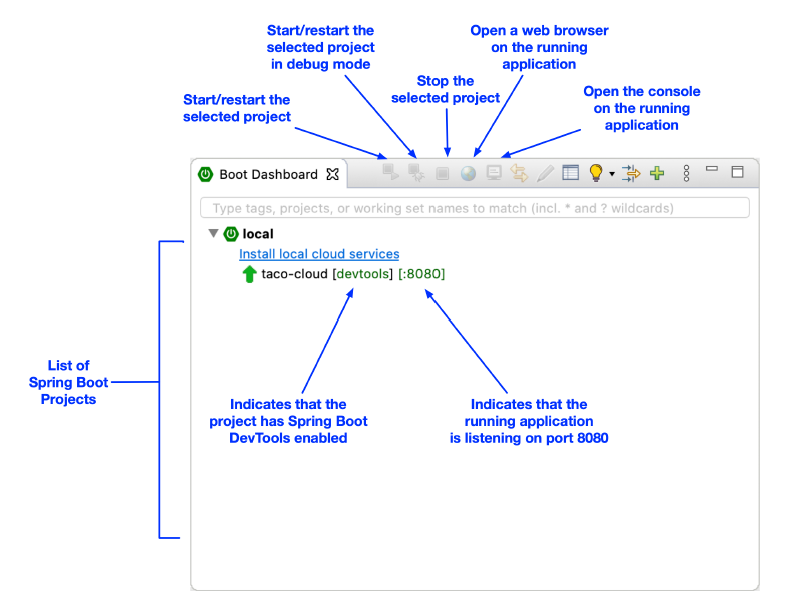 Start/restart the
selected project
in debug mode
Open a web browser
on the running
application
Stop the
selected project
Open the console
on the running
application
Start/restart the
selected project
Boot Dashboard
Type tags, projects, or working set names to match (incl. * and ? wildcards)
local
Install local cloud services
taco-cloud [devtools] [:8080]
List of
Spring Boot
Projects
Indicates that the
project has Spring Boot
DevTools enabled
Indicates that the
running application
is listening on port 8080